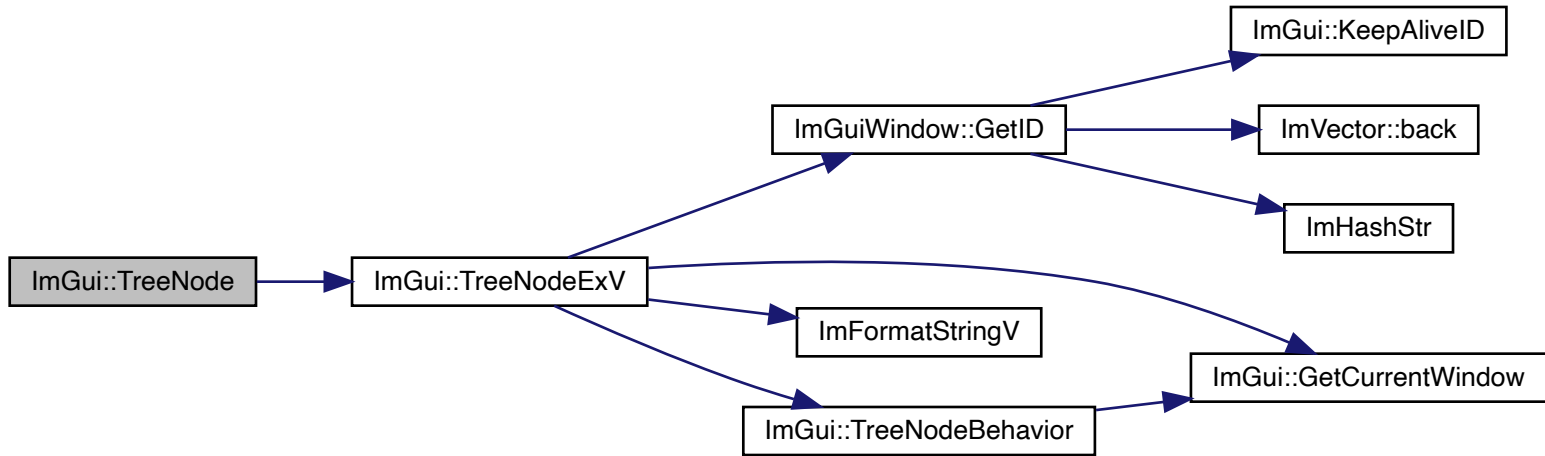 ImGui::KeepAliveID
ImGuiWindow::GetID
ImVector::back
ImHashStr
ImGui::TreeNode
ImGui::TreeNodeExV
ImFormatStringV
ImGui::GetCurrentWindow
ImGui::TreeNodeBehavior